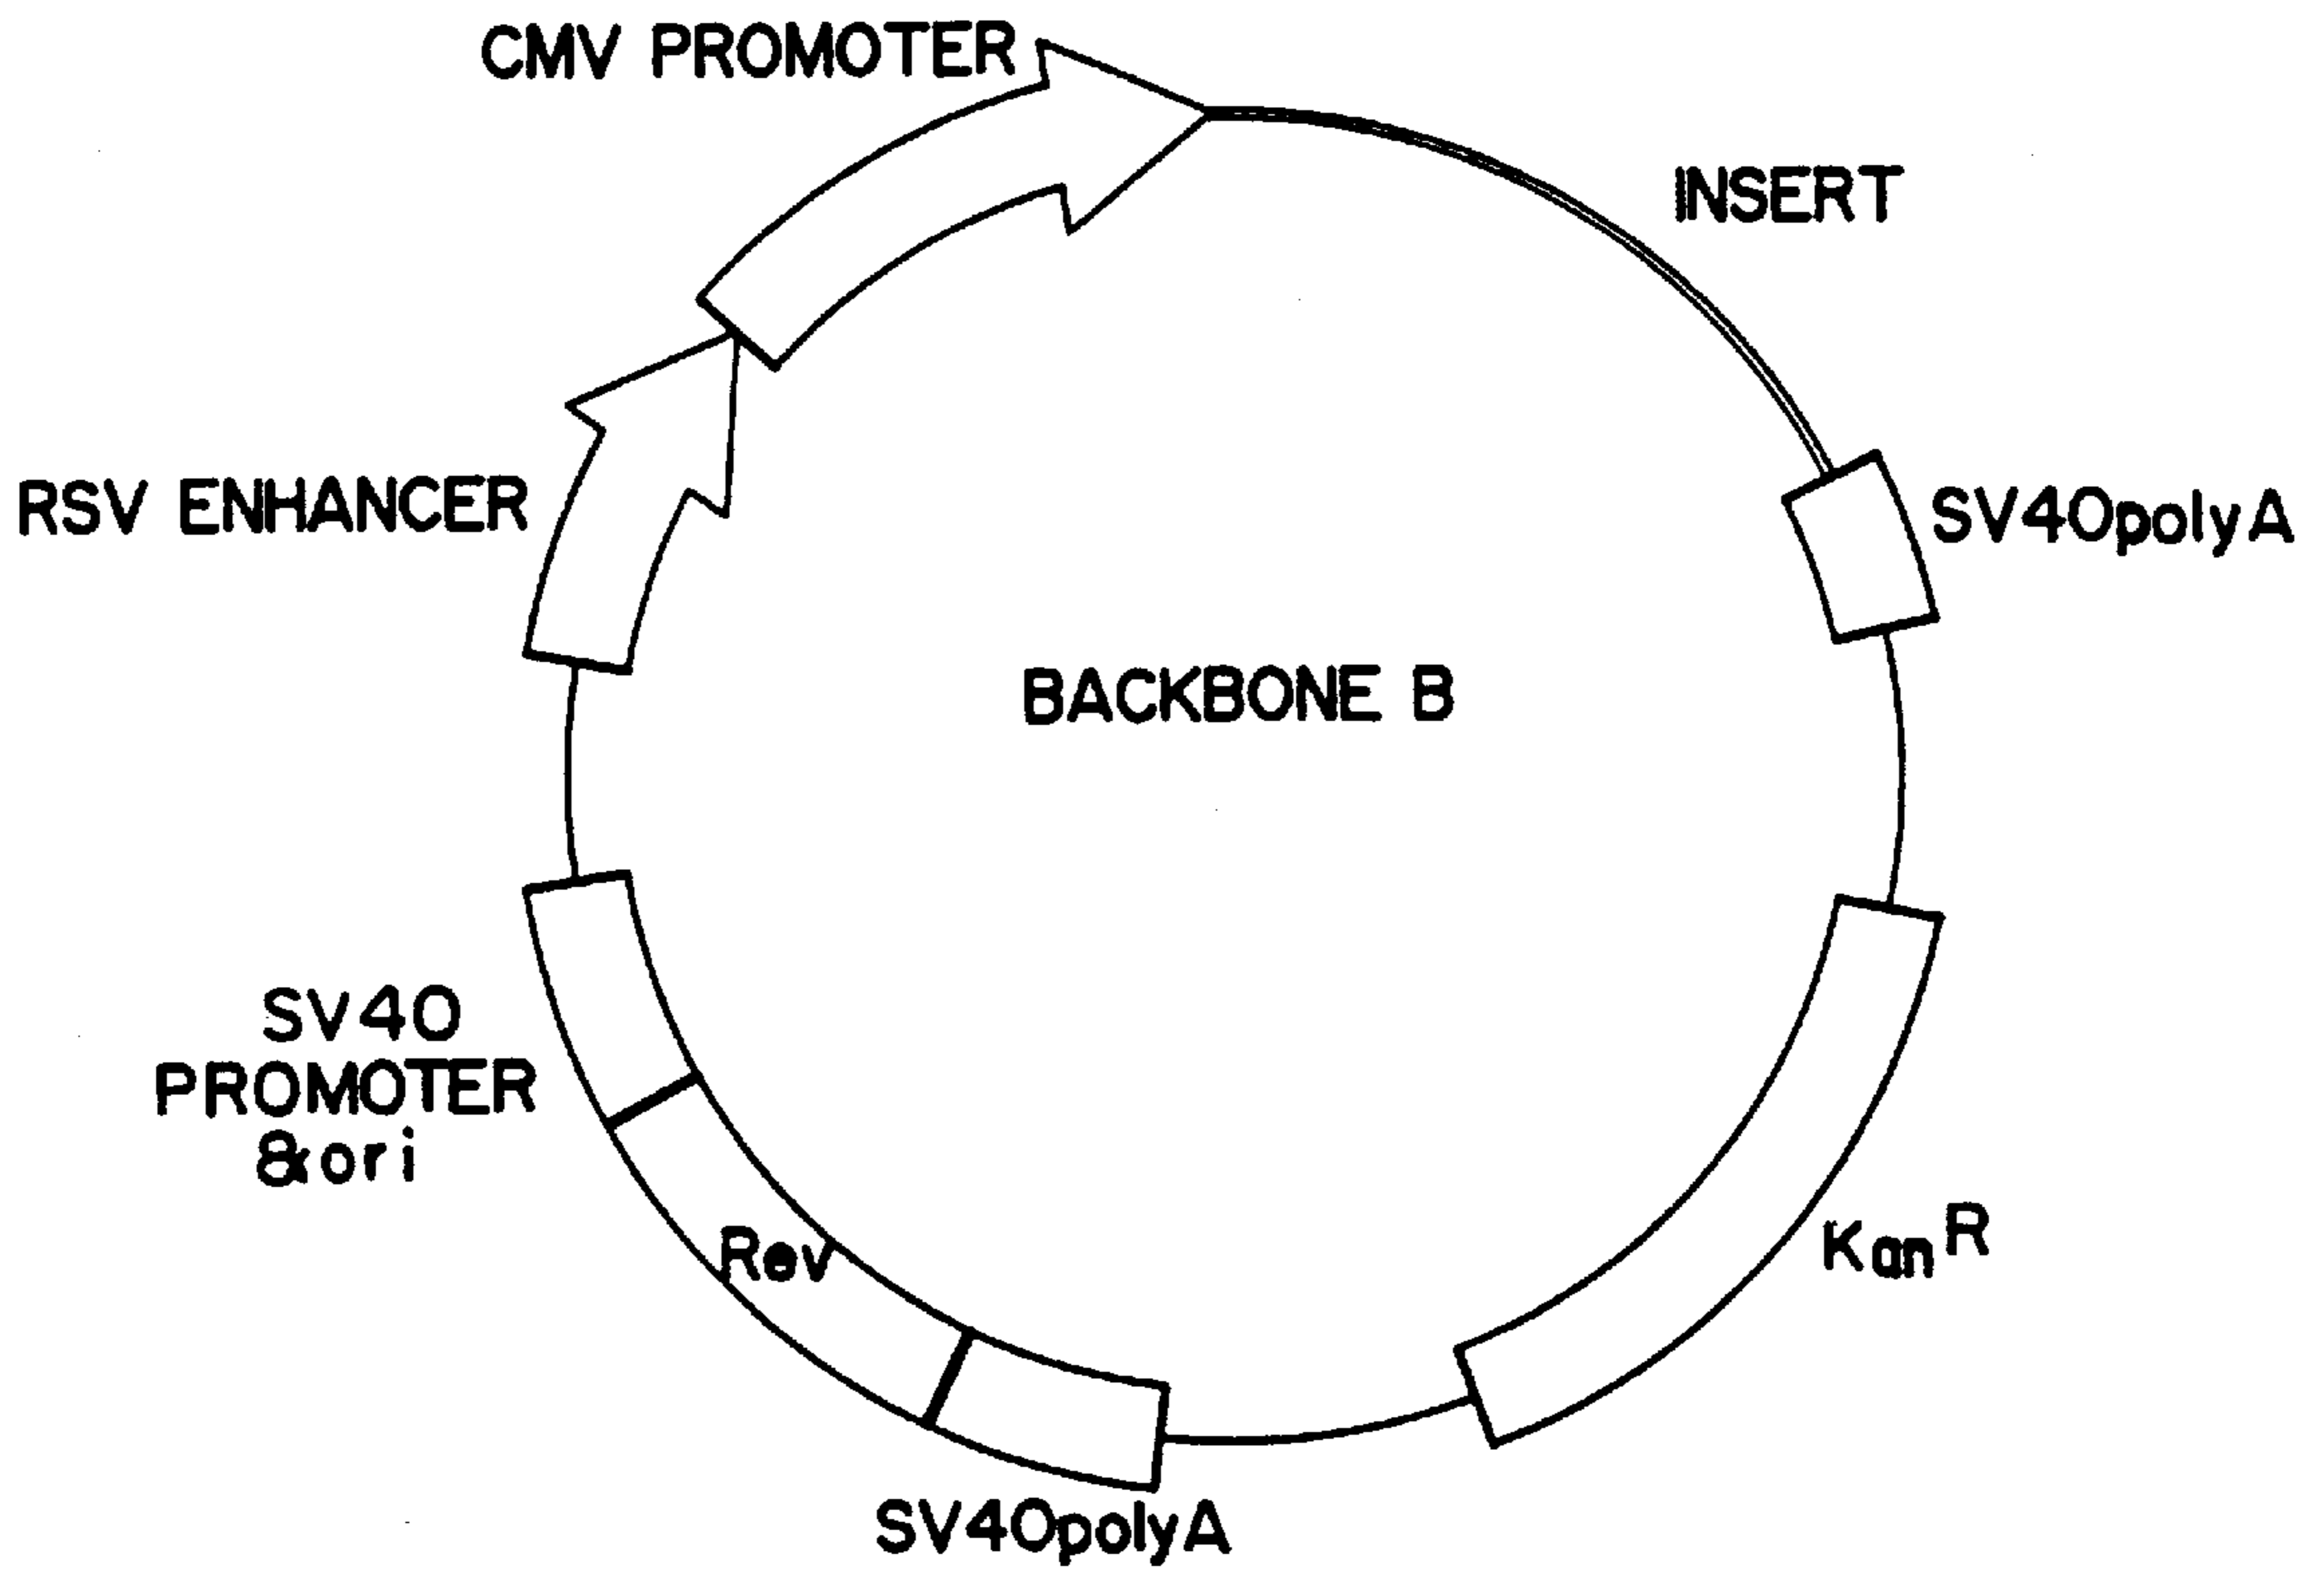 CMV PROMOTER
INSERT
RSV ENHANCER
SV40polyA
BACKBONE B
SV40
PROMOTER
&ori
Rev
KanR
SV40polyA